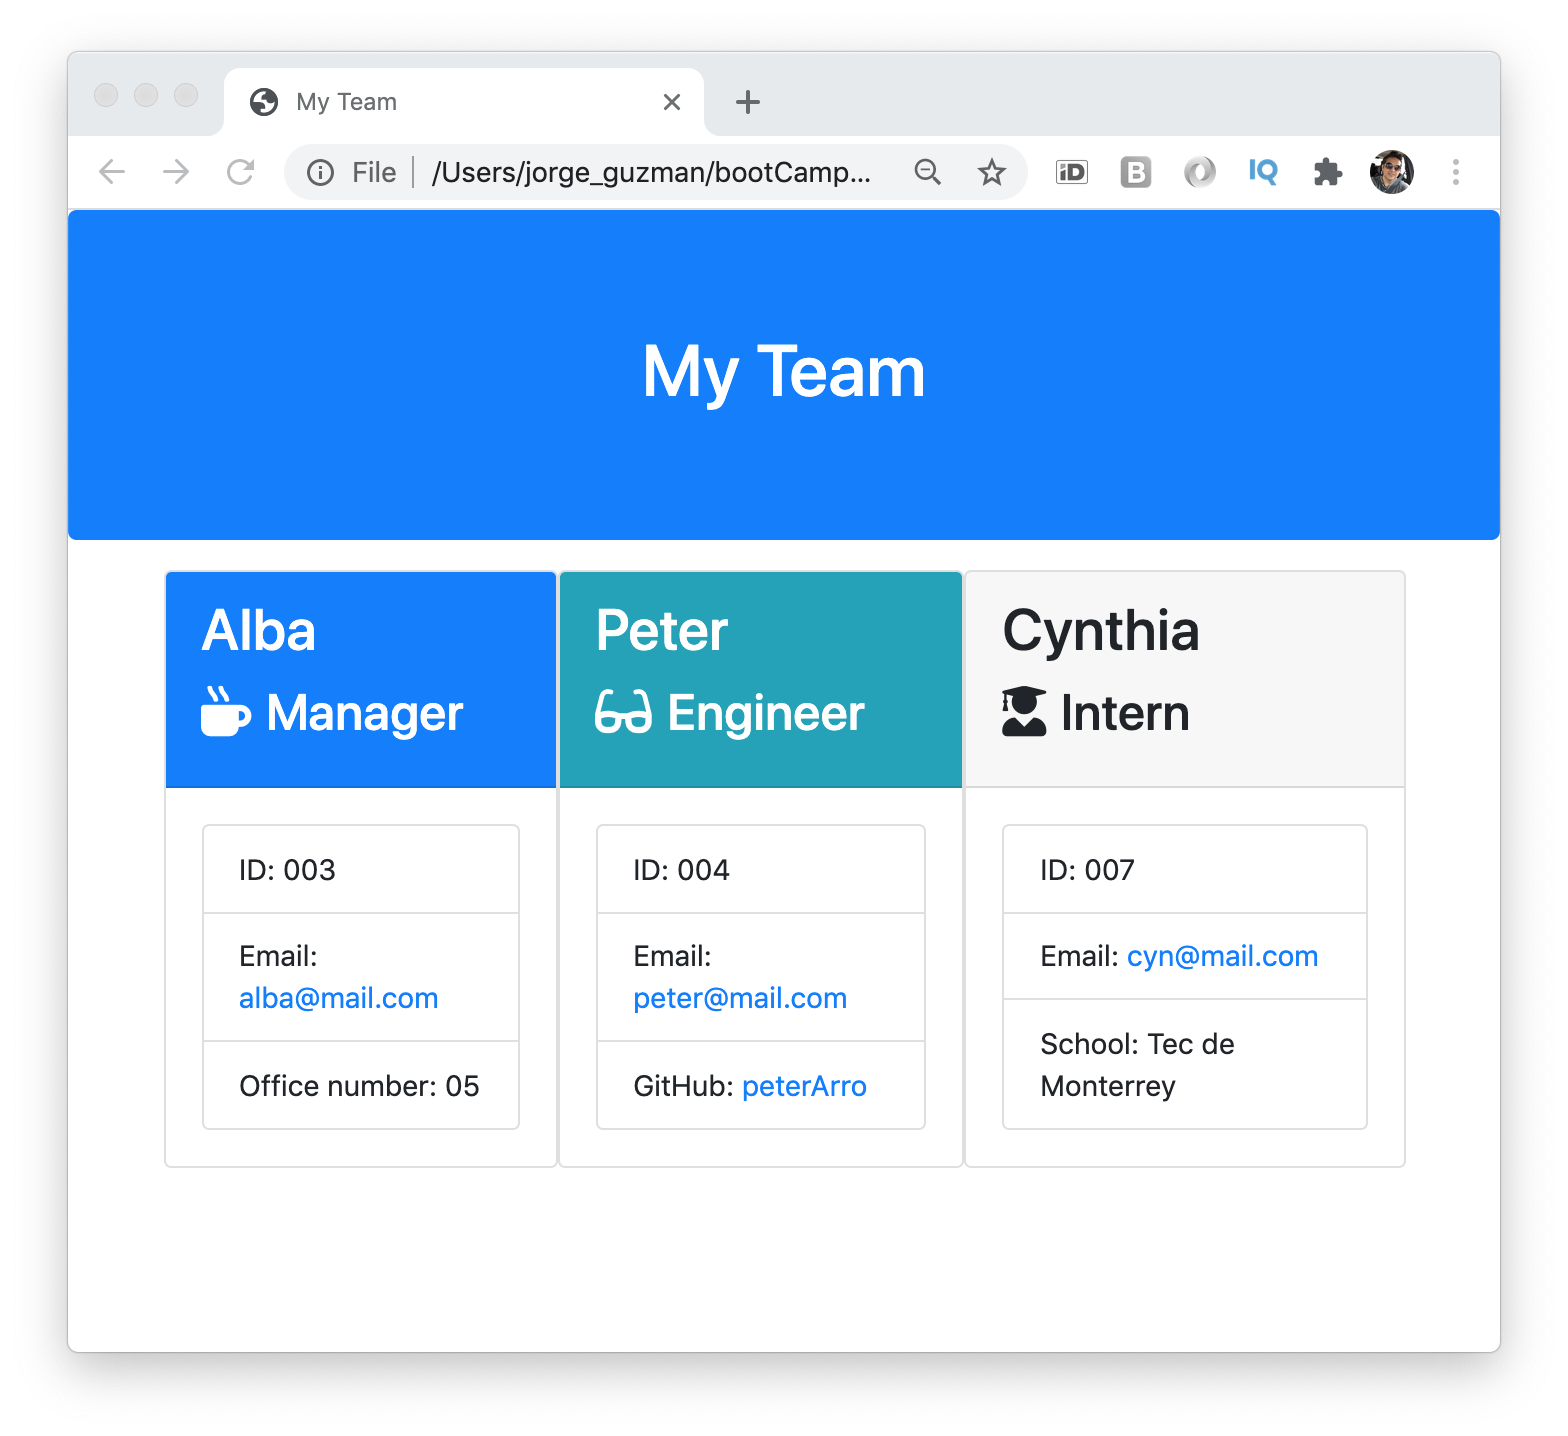 My Team
File /Users/jorge_guzman/bootCamp... iD B IQ
My Team
Alba
Manager
ID: 003
Email:
alba@mail.com
Office number: 05
Peter
Engineer
ID: 004
Email:
peter@mail.com
GitHub: peterArro
Cynthia
Intern
ID: 007
Email: cyn@mail.com
School: Tec de
Monterrey